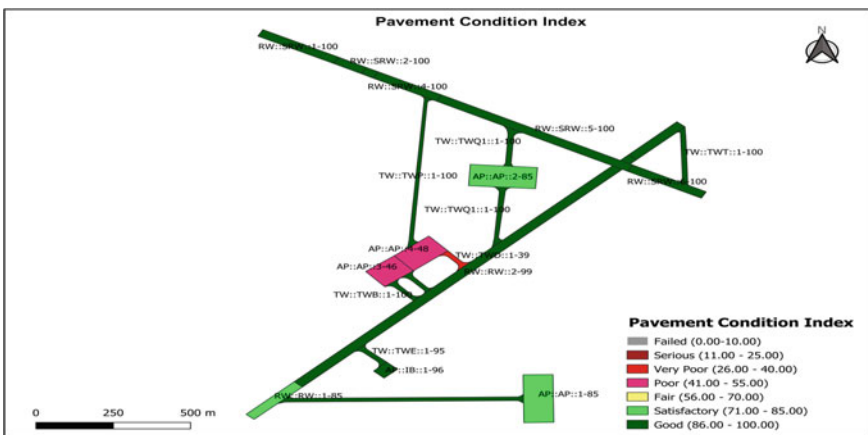 Pavement Condition Index
N
RW::SRW::1-100
RW::SRW::2-100
RW::SRW::4-100
RW::SRW::5-100
TW::TWQ1::1-100
TW::TWT::1-100
TW::TWP::1-100
AP::AP::2-85
RW::SRW::6-100
TW::TWQ1::1-100
AP::AP::4-48
TW::TWD::1-39
AP::AP::3-46
RW::RW::2-99
TW::TWB::1-100
TW::TWE::1-95
AP::IB::1-96
RW::RW::1-85
AP::AP::1-85
Pavement Condition Index
Failed (0.00-10.00)
Serious (11.00 - 25.00)
Very Poor (26.00 - 40.00)
Poor (41.00 - 55.00)
Fair (56.00 - 70.00)
Satisfactory (71.00 - 85.00)
Good (86.00 - 100.00)
0 250 500 m